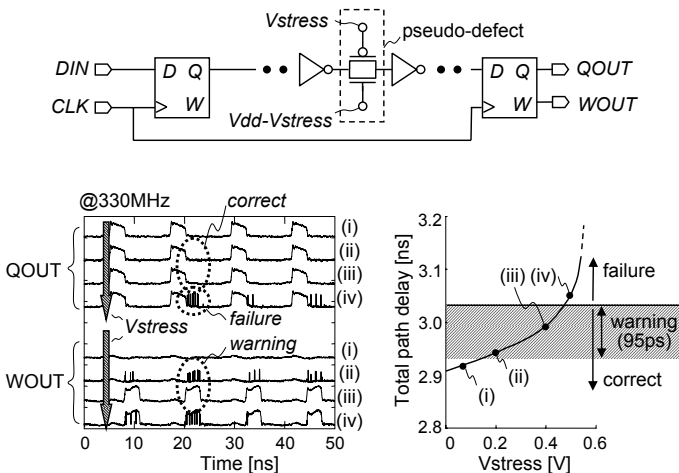 Vstress
pseudo-defect
DIN
D Q
QOUT
D Q
CLK
W
WOUT
W
Vdd-Vstress
@330MHz
correct
(i)
(ii)
QOUT
(iii)
(iv)
failure
Vstress
warning
(i)
(ii)
WOUT
(iii)
(iv)
0 10 20 30 40 50
Time [ns]
Total path delay [ns]
3.2
3.1
3.0
2.9
2.8
(iii) (iv)
failure
warning
(95ps)
(ii)
correct
(i)
0 0.2 0.4 0.6
Vstress [V]